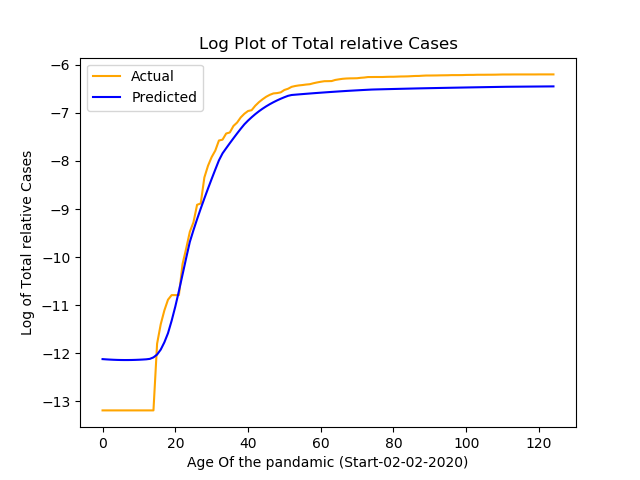 Log Plot of Total relative Cases
Actual
Predicted
−6
−7
−8
−9
−10
−11
−12
−13
Log of Total relative Cases
0 20 40 60 80 100 120
Age Of the pandamic (Start-02-02-2020)